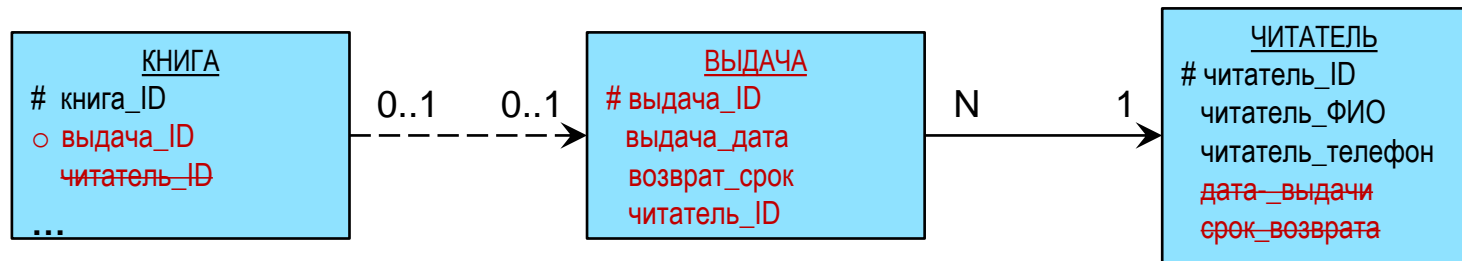 КНИГА
# книга_ID
○ выдача_ID
читатель_ID
...
0..1 0..1
ВЫДАЧА
# выдача_ID
выдача_дата
возврат_срок
читатель_ID
N 1
ЧИТАТЕЛЬ
# читатель_ID
читатель_ФИО
читатель_телефон
дата-_выдачи
срок_возврата